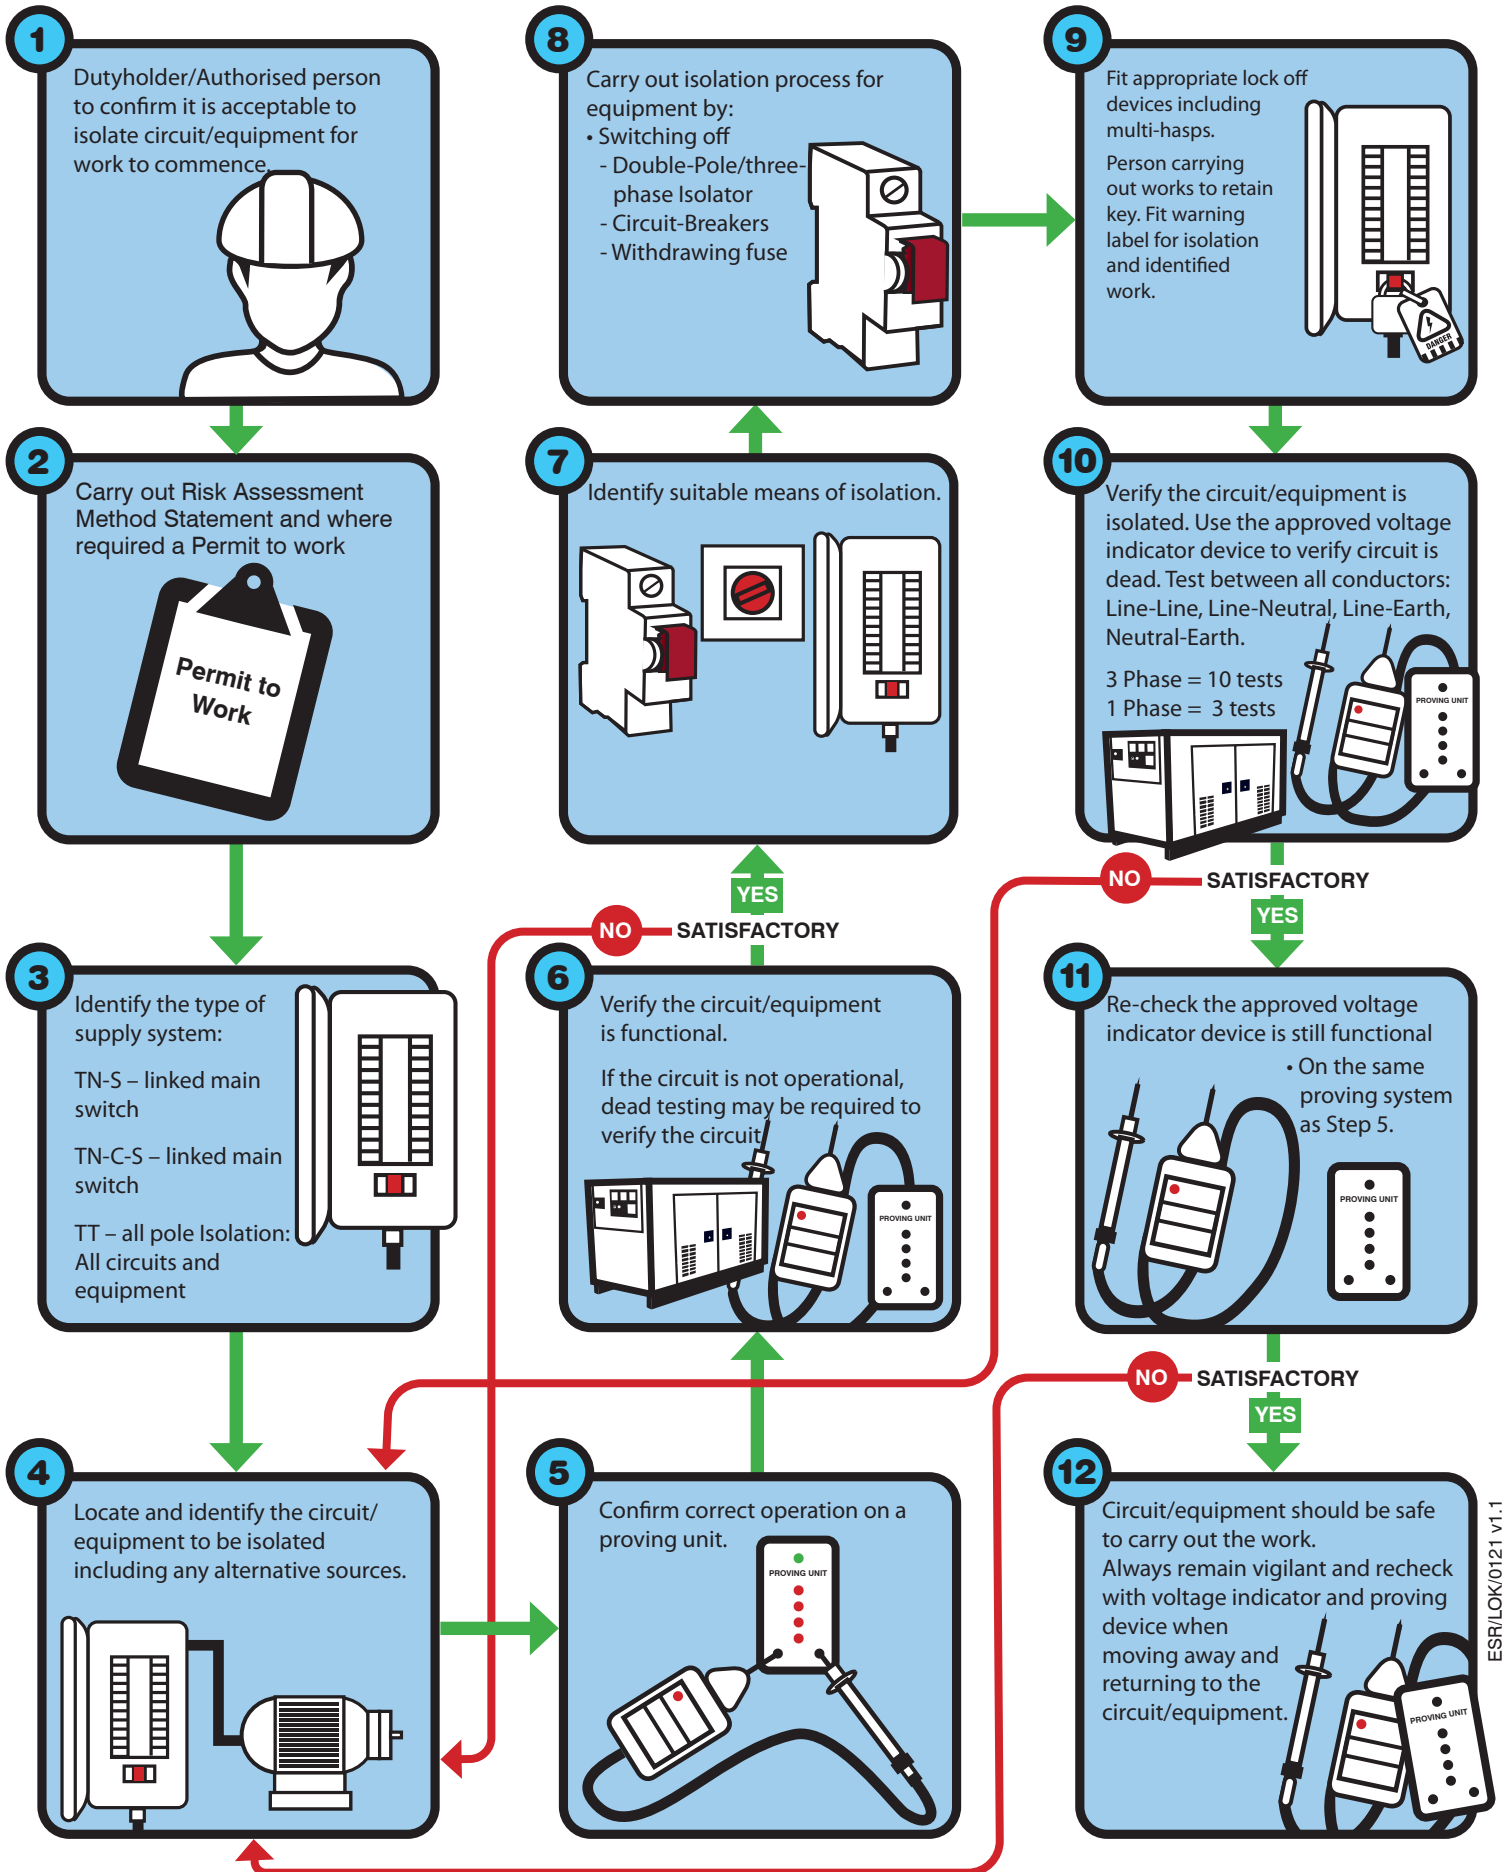 1
Dutyholder/Authorised person
to confirm it is acceptable to
isolate circuit/equipment for
work to commence.
2
Carry out Risk Assessment
Method Statement and where
required a Permit to work
Permit to
Work
3
Identify the type of
supply system:
TN-S – linked main
switch
TN-C-S – linked main
switch
TT – all pole Isolation:
All circuits and
equipment
4
Locate and identify the circuit/
equipment to be isolated
including any alternative sources.
5
Confirm correct operation on a
proving unit.
PROVING UNIT
6
Verify the circuit/equipment
is functional.
If the circuit is not operational,
dead testing may be required to
verify the circuit
PROVING UNIT
NO
SATISFACTORY
YES
7
Identify suitable means of isolation.
8
Carry out isolation process for
equipment by:
• Switching off
- Double-Pole/three-
phase Isolator
- Circuit-Breakers
- Withdrawing fuse
9
Fit appropriate lock off
devices including
multi-hasps.
Person carrying
out works to retain
key. Fit warning
label for isolation
and identified
work.
DANGER
10
Verify the circuit/equipment is
isolated. Use the approved voltage
indicator device to verify circuit is
dead. Test between all conductors:
Line-Line, Line-Neutral, Line-Earth,
Neutral-Earth.
3 Phase = 10 tests
1 Phase = 3 tests
PROVING UNIT
NO
SATISFACTORY
YES
11
Re-check the approved voltage
indicator device is still functional
• On the same
proving system
as Step 5.
PROVING UNIT
NO
SATISFACTORY
YES
12
Circuit/equipment should be safe
to carry out the work.
Always remain vigilant and recheck
with voltage indicator and proving
device when
moving away and
returning to the
circuit/equipment.
PROVING UNIT
ESR/LOK/0121 v1.1